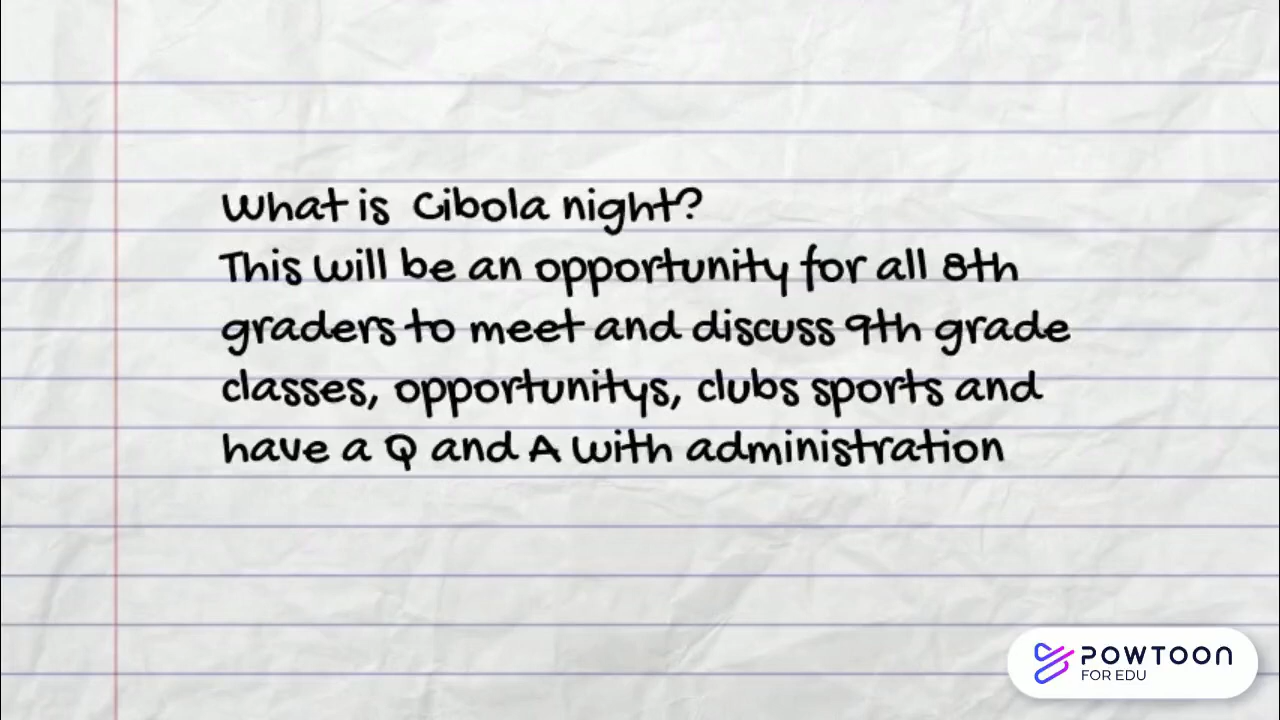 What is Cibola night?
This will be an opportunity for all 8th
graders to meet and discuss 9th grade
classes, opportunitys, clubs sports and
have a Q and A with administration
POWTOON
FOR EDU